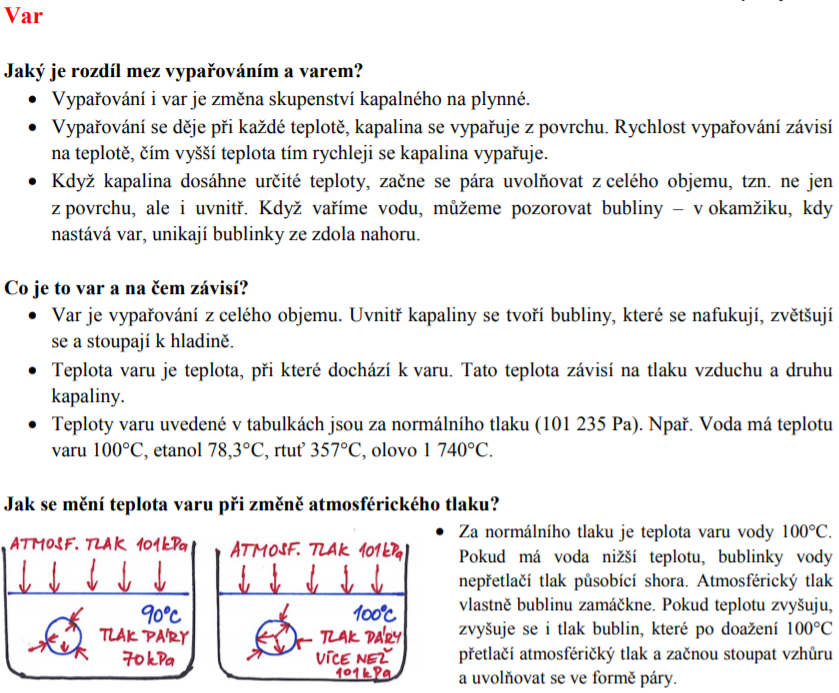 Var
Jaký je rozdíl mez vypařováním a varem?
• Vypařování i var je změna skupenství kapalného na plynné.
• Vypařování se děje při každé teplotě, kapalina se vypařuje z povrchu. Rychlost vypařování závisí
na teplotě, čím vyšší teplota tím rychleji se kapalina vypařuje.
• Když kapalina dosáhne určité teploty, začne se pára uvolňovat z celého objemu, tzn. ne jen
z povrchu, ale i uvnitř. Když vaříme vodu, můžeme pozorovat bubliny – v okamžiku, kdy
nastává var, unikají bublinky ze zdola nahoru.
Co je to var a na čem závisí?
• Var je vypařování z celého objemu. Uvnitř kapaliny se tvoří bubliny, které se nafukují, zvětšují
se a stoupají k hladině.
• Teplota varu je teplota, při které dochází k varu. Tato teplota závisí na tlaku vzduchu a druhu
kapaliny.
• Teploty varu uvedené v tabulkách jsou za normálního tlaku (101 235 Pa). Npař. Voda má teplotu
varu 100°C, etanol 78,3°C, rtuť 357°C, olovo 1 740°C.
Jak se mění teplota varu při změně atmosférického tlaku?
ATMOSF. TLAK 101kPa
90°C
TLAK PÁRY
70kPa
ATMOSF. TLAK 101kPa
100°C
TLAK PÁRY
VÍCE NEŽ
101kPa
• Za normálního tlaku je teplota varu vody 100°C.
Pokud má voda nižší teplotu, bublinky vody
nepřetlačí tlak působící shora. Atmosférický tlak
vlastně bublinu zamáčkne. Pokud teplotu zvyšuju,
zvyšuje se i tlak bublin, které po doažení 100°C
přetlačí atmosféričký tlak a začnou stoupat vzhůru
a uvolňovat se ve formě páry.